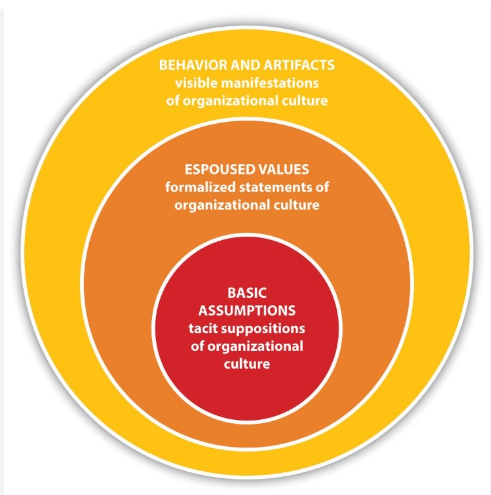 BEHAVIOR AND ARTIFACTS
visible manifestations
of organizational culture
ESPOUSED VALUES
formalized statements of
organizational culture
BASIC
ASSUMPTIONS
tacit suppositions
of organizational
culture